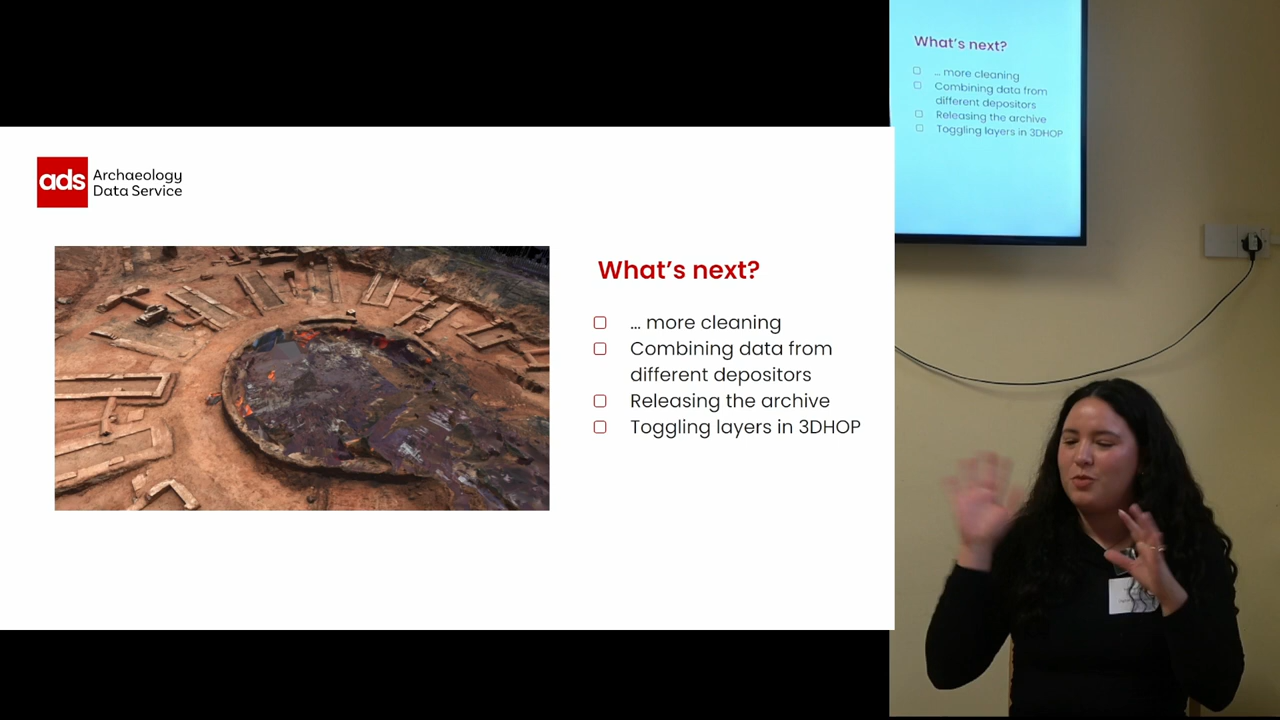 ads Archaeology
Data Service
What's next?
… more cleaning
Combining data from
different depositors
Releasing the archive
Toggling layers in 3DHOP
What's next?
... more cleaning
Combining data from
different depositors
Releasing the archive
Toggling layers in 3DHOP